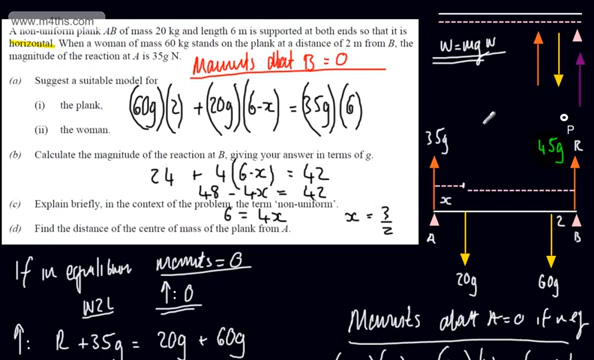 www.m4ths.com
A non-uniform plank AB of mass 20 kg and length 6 m is supported at both ends so that it is
horizontal. When a woman of mass 60 kg stands on the plank at a distance of 2 m from B, the
magnitude of the reaction at A is 35g N.
Moments about B = 0
(a) Suggest a suitable model for
(i) the plank,
(60g)(2) + (20g)(6-x) = (35g)(6)
(ii) the woman.
(b) Calculate the magnitude of the reaction at B, giving your answer in terms of g.
24 + 4(6-x) = 42
48 - 4x = 42
(c) Explain briefly, in the context of the problem, the term 'non-uniform'.
6 = 4x
x = 3/2
(d) Find the distance of the centre of mass of the plank from A.
W=mg N
P
35g
45g R
x
2
A
B
20g
60g
If in equilibrium moments = 0
N2L
↑: 0
↑: R + 35g = 20g + 60g
Moments about A=0 if in eq